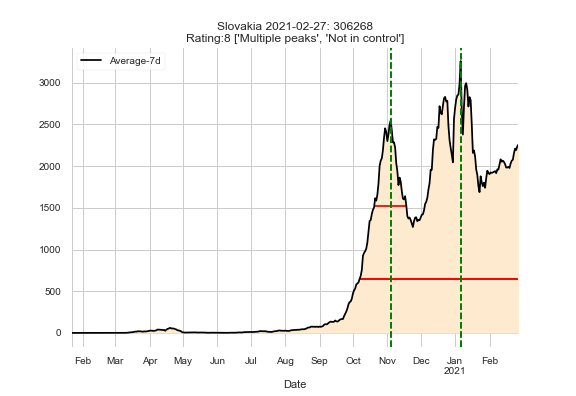 Slovakia 2021-02-27: 306268
Rating:8 ['Multiple peaks', 'Not in control']
Average-7d
3000
2500
2000
1500
1000
500
0
Feb Mar Apr May Jun Jul Aug Sep Oct Nov Dec Jan Feb
2021
Date